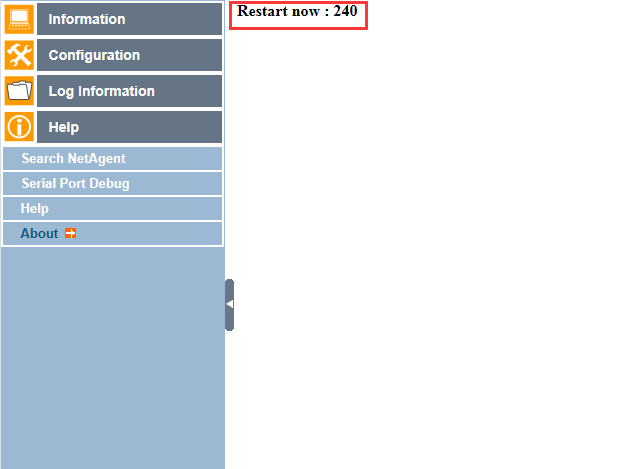 Information
Configuration
Log Information
Help
Search NetAgent
Serial Port Debug
Help
About
Restart now : 240